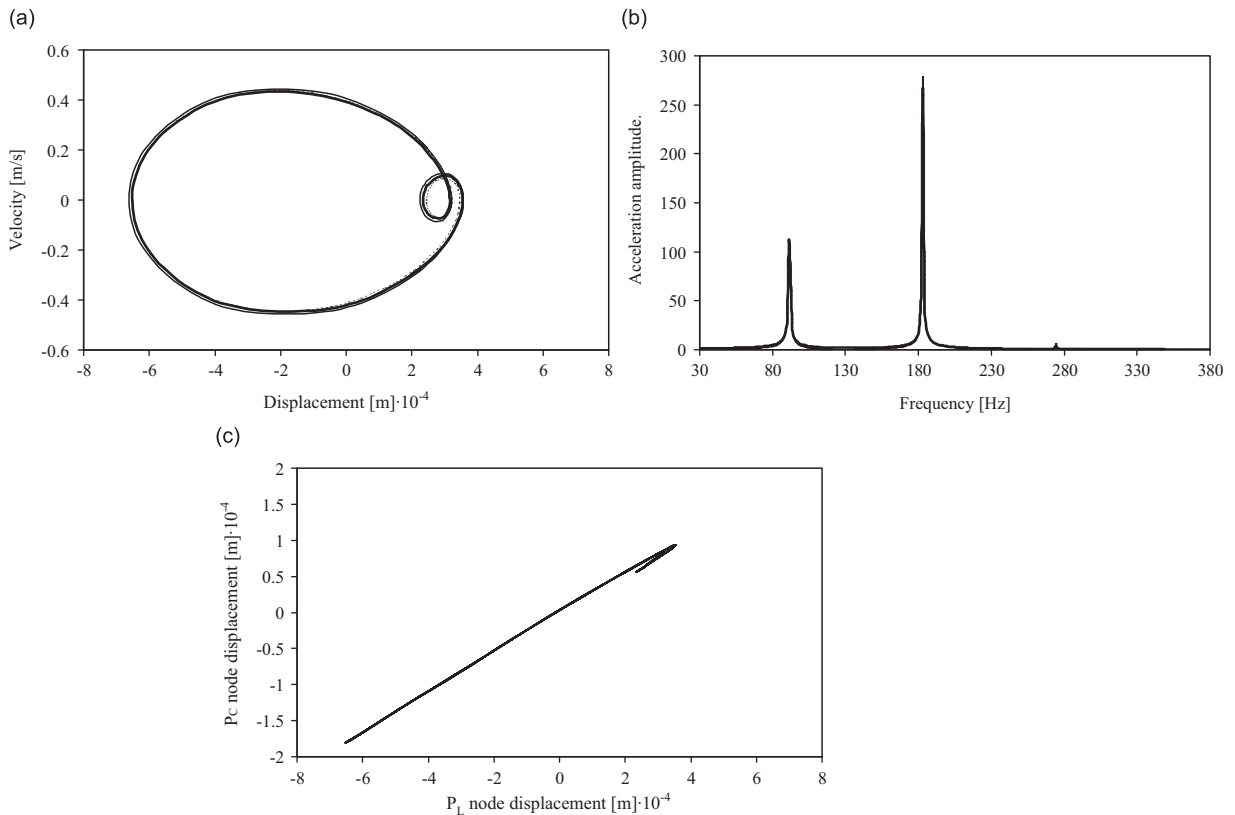 (a)
Velocity [m/s]
0.6
0.4
0.2
0
-0.2
-0.4
-0.6
-8 -6 -4 -2 0 2 4 6 8
Displacement [m]·10⁻⁴
(b)
Acceleration amplitude.
300
250
200
150
100
50
0
30 80 130 180 230 280 330 380
Frequency [Hz]
(c)
Pc node displacement [m]·10⁻⁴
2
1.5
1
0.5
0
-0.5
-1
-1.5
-2
-8 -6 -4 -2 0 2 4 6 8
P_L node displacement [m]·10⁻⁴